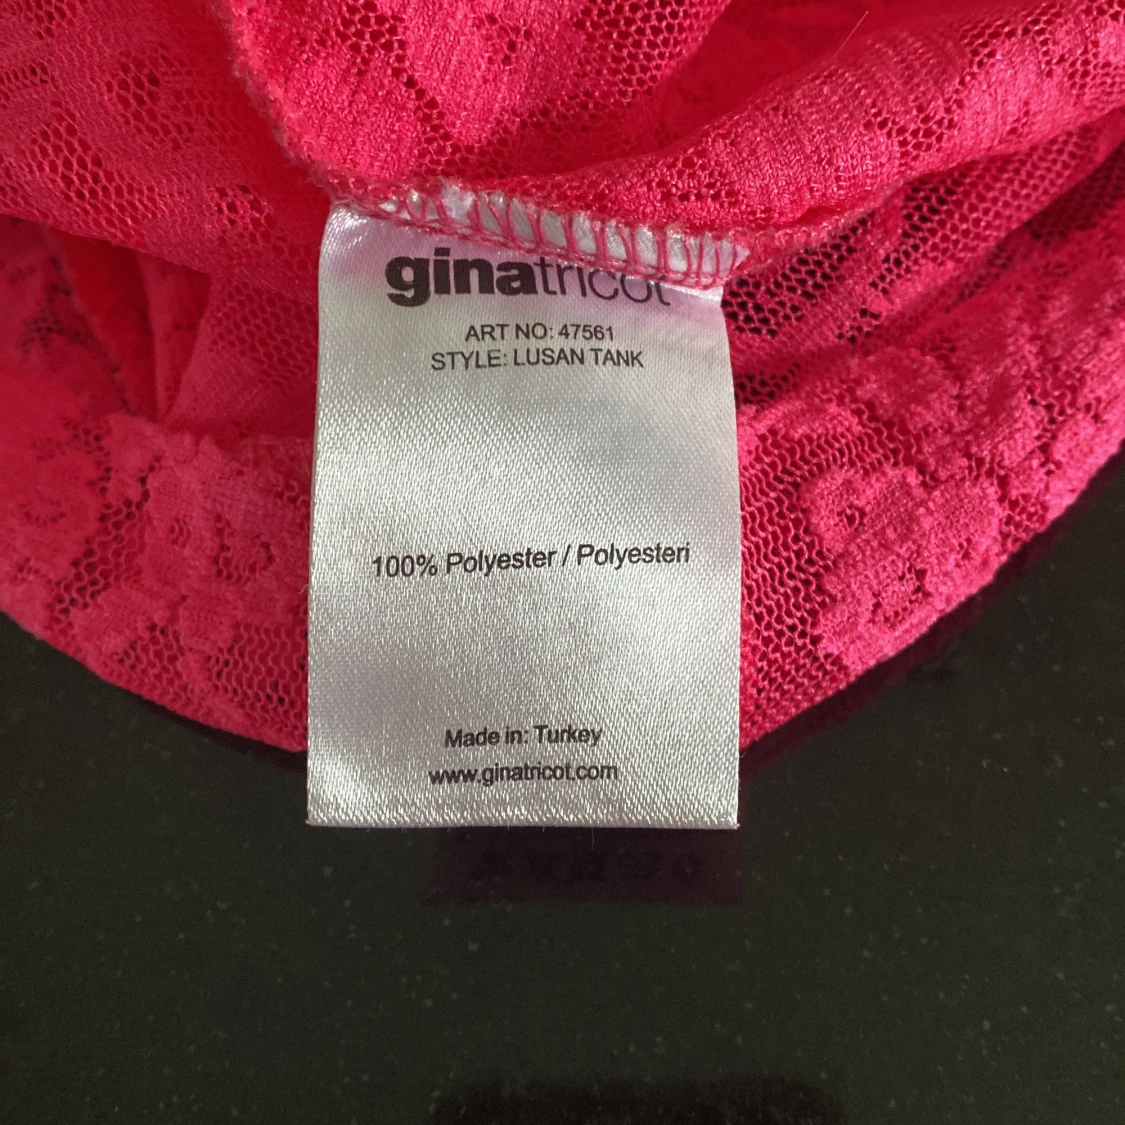 ginatricot
ART NO: 47561
STYLE: LUSAN TANK
100% Polyester / Polyesteri
Made in: Turkey
www.ginatricot.com